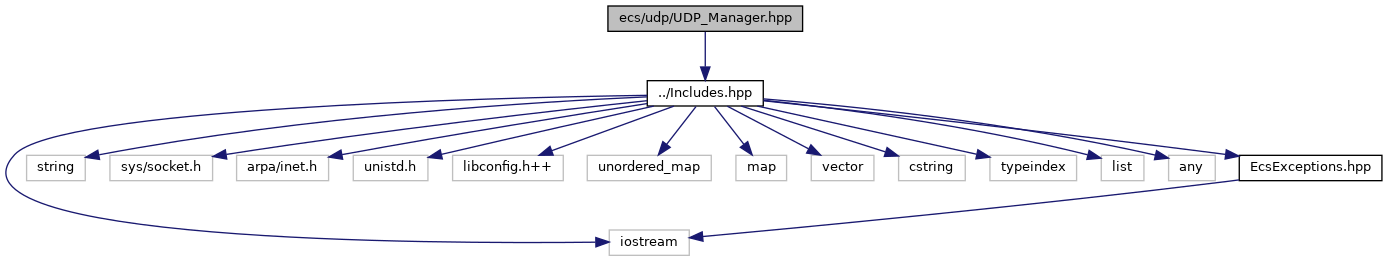 ecs/udp/UDP_Manager.hpp
../Includes.hpp
string
sys/socket.h
arpa/inet.h
unistd.h
libconfig.h++
unordered_map
map
vector
cstring
typeindex
list
any
EcsExceptions.hpp
iostream